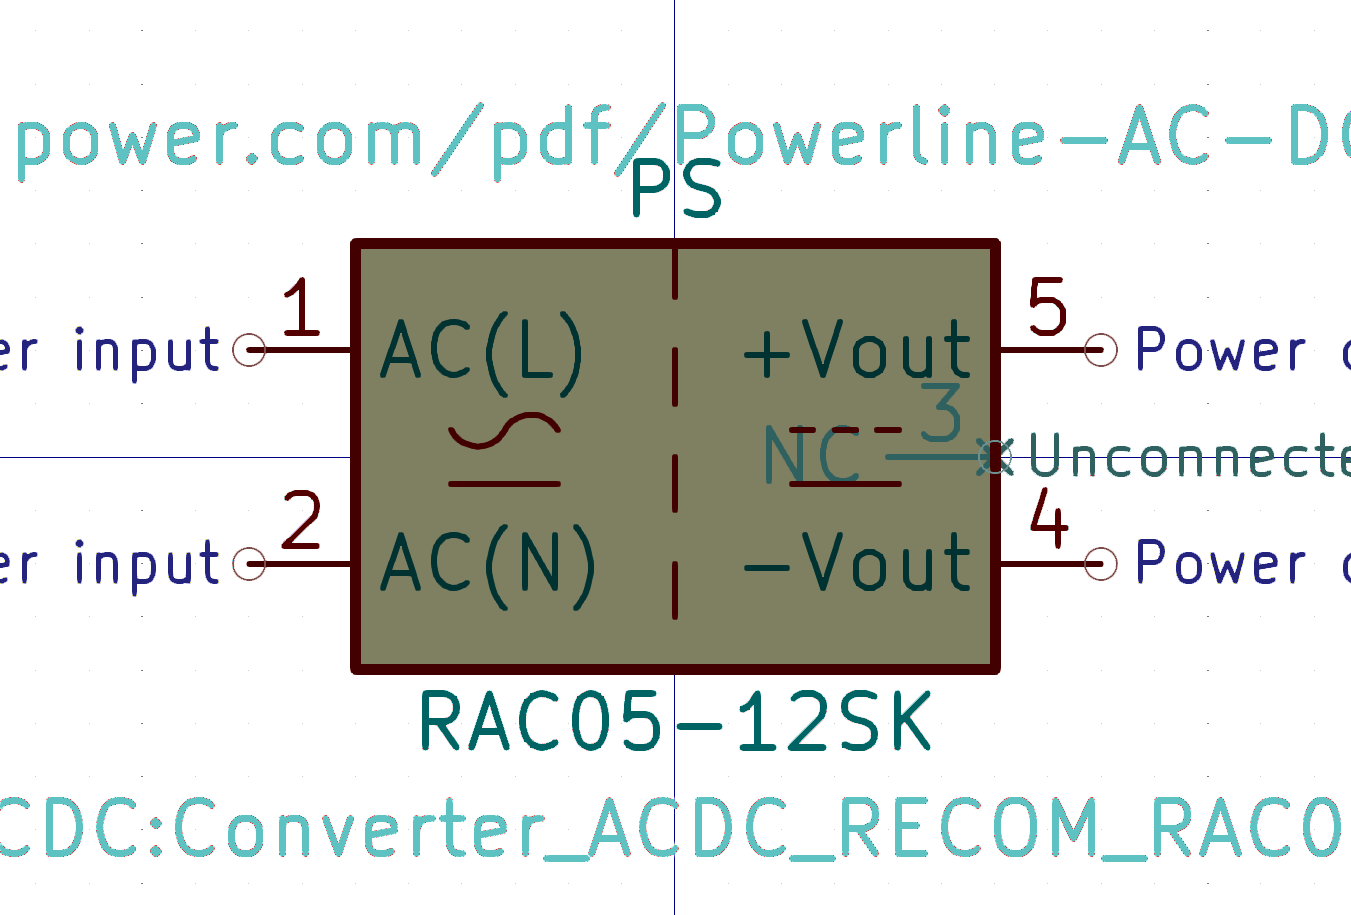 power.com/pdf/Powerline-AC-DC
PS
1
5
er input
AC(L)
+Vout
Power
3
NC
Unconnecte
2
4
er input
AC(N)
-Vout
Power
RAC05-12SK
CDC:Converter_ACDC_RECOM_RAC0